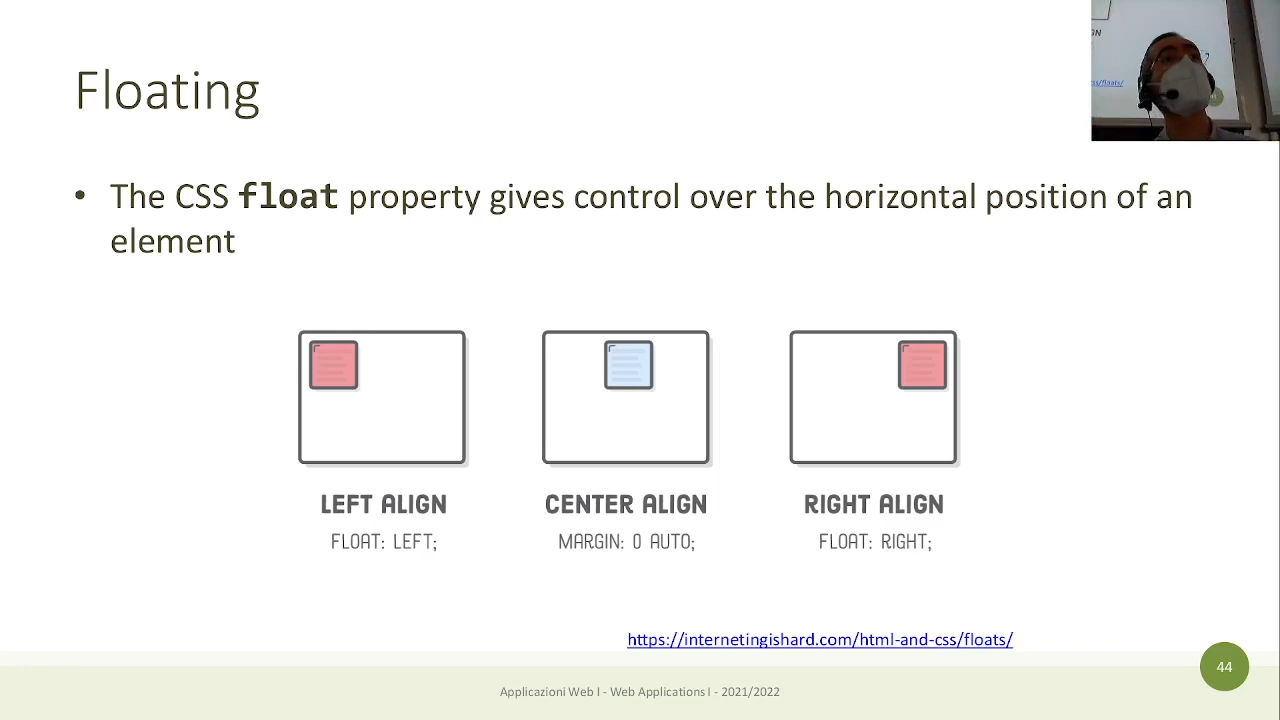 Floating
• The CSS float property gives control over the horizontal position of an
element
LEFT ALIGN
FLOAT: LEFT;
CENTER ALIGN
MARGIN: 0 AUTO;
RIGHT ALIGN
FLOAT: RIGHT;
https://internetingishard.com/html-and-css/floats/
44
Applicazioni Web I - Web Applications I - 2021/2022